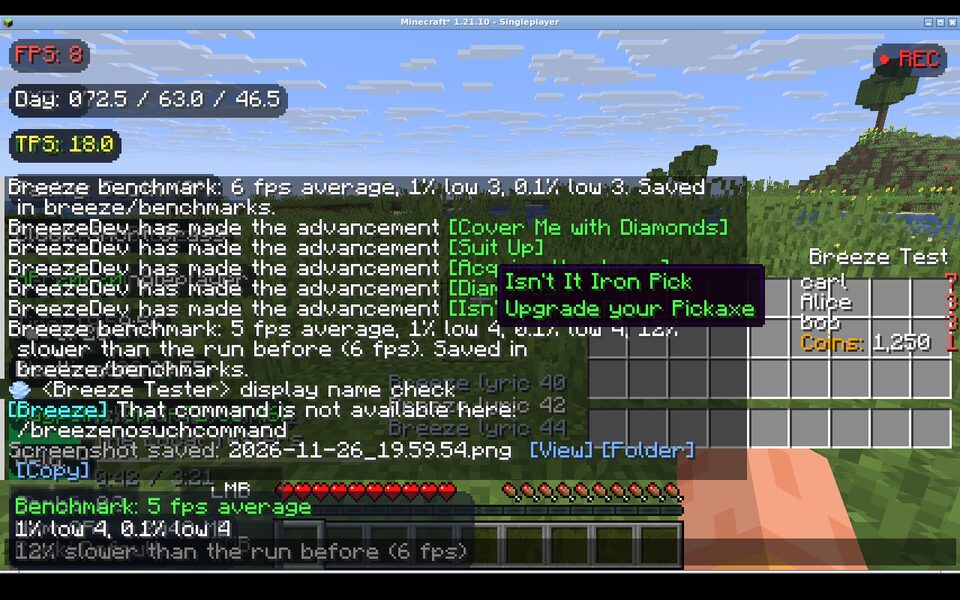 Minecraft* 1.21.10 - Singleplayer
FPS: 8
REC
Day: 072.5 / 63.0 / 46.5
TPS: 18.0
Breeze benchmark: 6 fps average, 1% low 3, 0.1% low 3. Saved
in breeze/benchmarks.
BreezeDev has made the advancement [Cover Me with Diamonds]
BreezeDev has made the advancement [Suit Up]
BreezeDev has made the advancement [Acq
BreezeDev has made the advancement [Diam
BreezeDev has made the advancement [Isn'
Isn't It Iron Pick
Upgrade your Pickaxe
Breeze benchmark: 5 fps average, 1% low 4, 0.1% low 4, 12%
slower than the run before (6 fps). Saved in
breeze/benchmarks.
Breeze Test
carl 7
Alice 3
bob 3
Coins: 1,250 1
<Breeze Tester> display name check
Breeze lyric 40
[Breeze] That command is not available here:
/breezenosuchcommand
Breeze lyric 42
Breeze lyric 44
Screenshot saved: 2026-11-26_19.59.54.png [View] [Folder]
[Copy]
0:42 / 3:21
LMB
Benchmark: 5 fps average
1% low 4, 0.1% low 4
12% slower than the run before (6 fps)